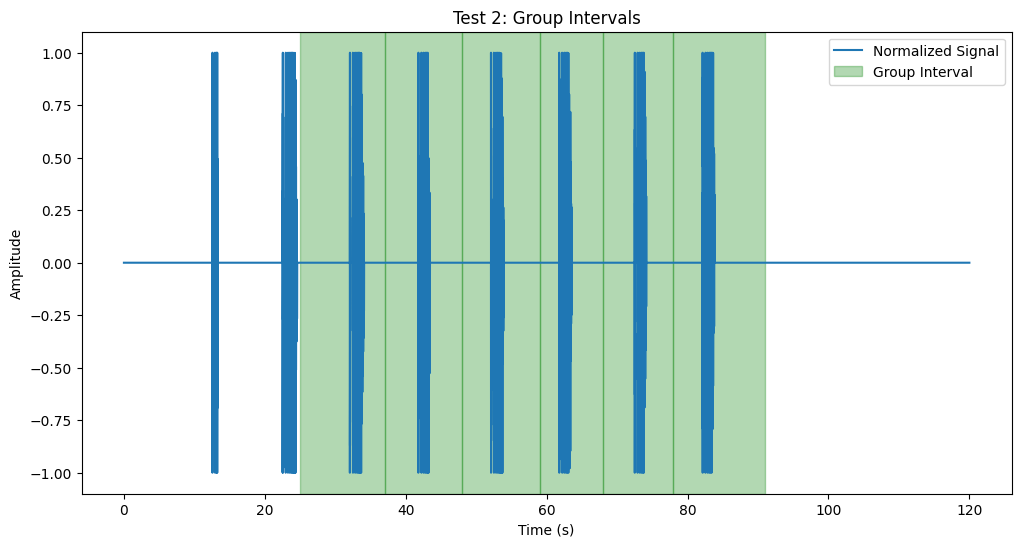 Test 2: Group Intervals
Normalized Signal
Group Interval
1.00
0.75
0.50
0.25
0.00
−0.25
−0.50
−0.75
−1.00
Amplitude
0 20 40 60 80 100 120
Time (s)